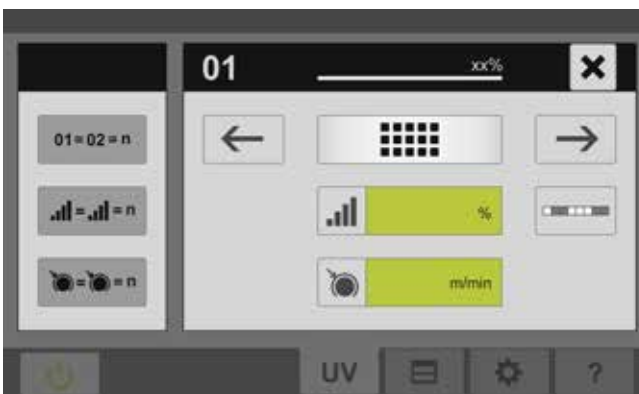 01 xx%
01=02=n
= =n
%
= =n
m/min
UV ?